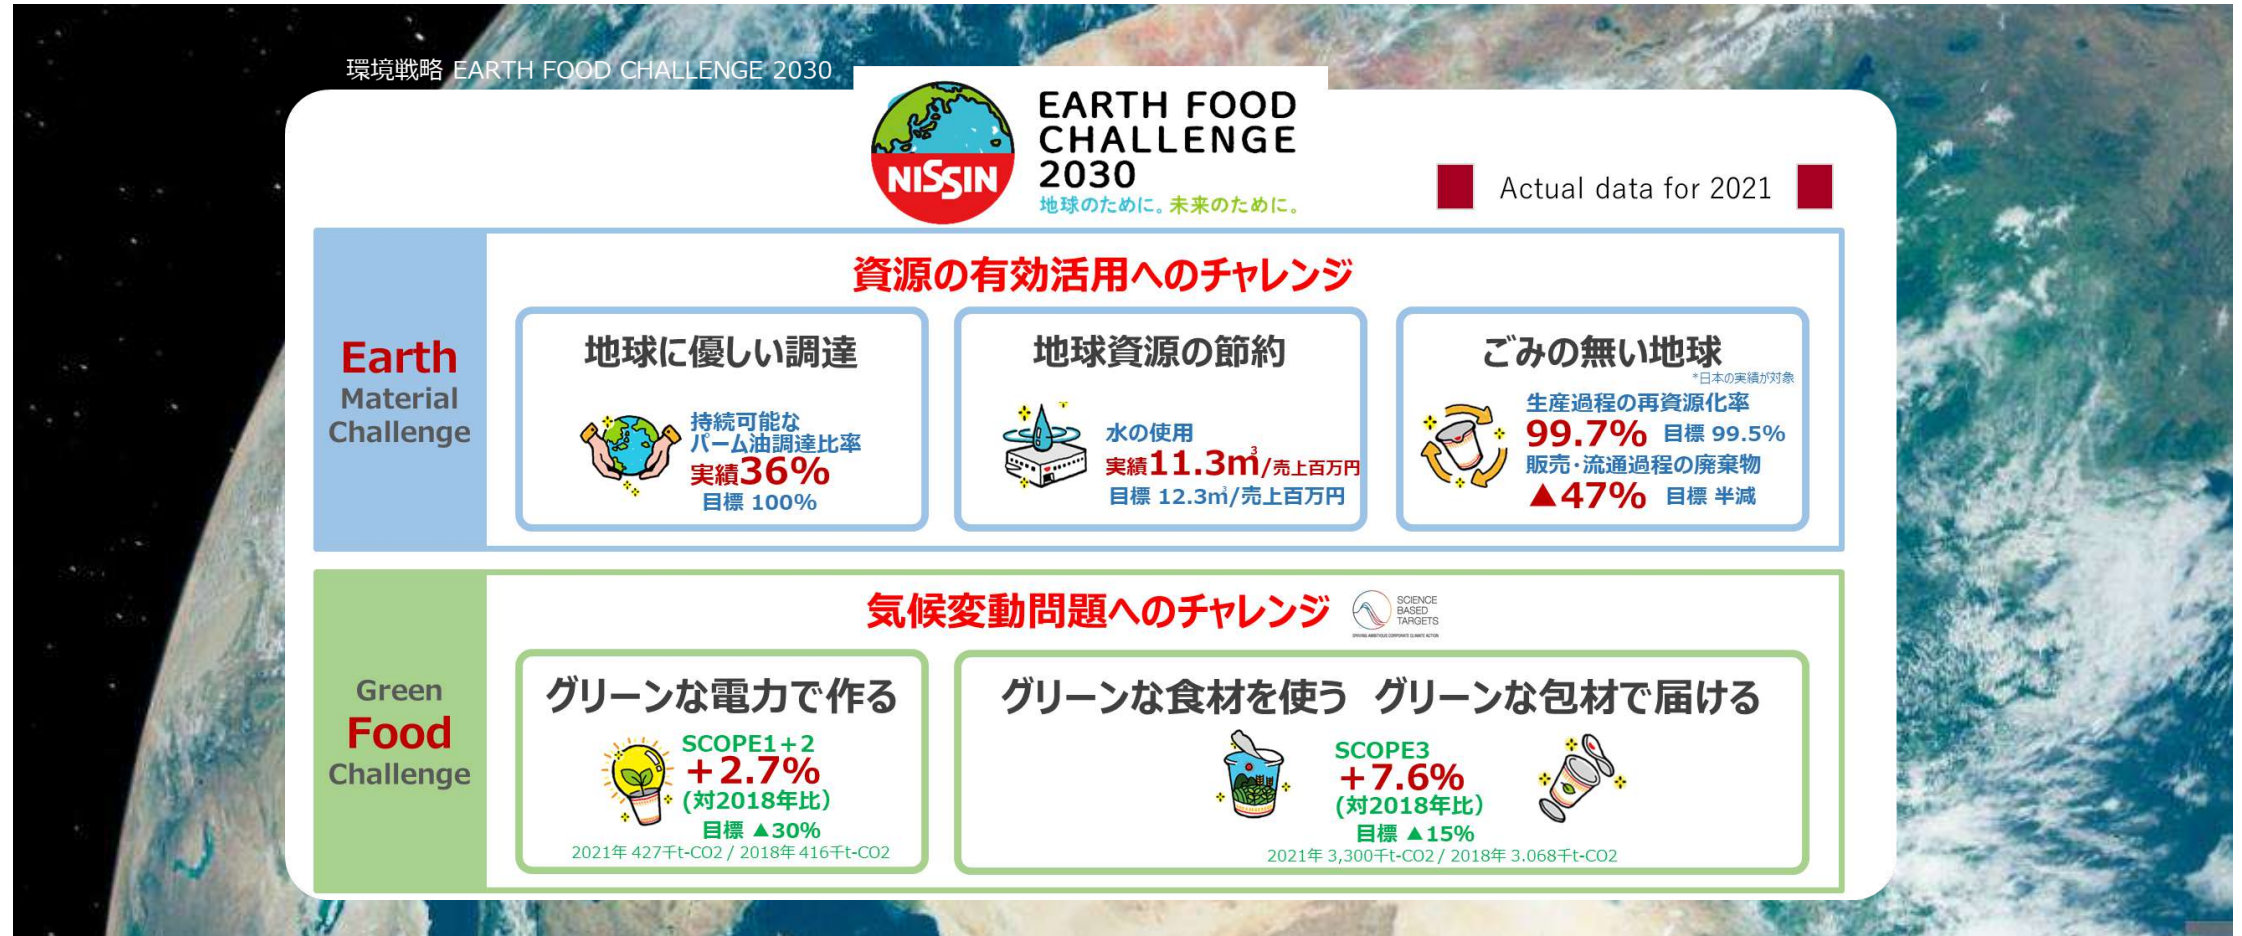 環境戦略 EARTH FOOD CHALLENGE 2030
NISSIN
EARTH FOOD
CHALLENGE
2030
地球のために。未来のために。
Actual data for 2021
Earth
Material
Challenge
資源の有効活用へのチャレンジ
地球に優しい調達
持続可能な
パーム油調達比率
実績36%
目標 100%
地球資源の節約
水の使用
実績11.3㎥/売上百万円
目標 12.3㎥/売上百万円
ごみの無い地球
*日本の実績が対象
生産過程の再資源化率
99.7% 目標 99.5%
販売・流通過程の廃棄物
▲47% 目標 半減
Green
Food
Challenge
気候変動問題へのチャレンジ
SCIENCE
BASED
TARGETS
DRIVING AMBITIOUS CORPORATE CLIMATE ACTION
グリーンな電力で作る
SCOPE1+2
+2.7%
(対2018年比)
目標 ▲30%
2021年 427千t-CO2 / 2018年 416千t-CO2
グリーンな食材を使う グリーンな包材で届ける
SCOPE3
+7.6%
(対2018年比)
目標 ▲15%
2021年 3,300千t-CO2 / 2018年 3.068千t-CO2